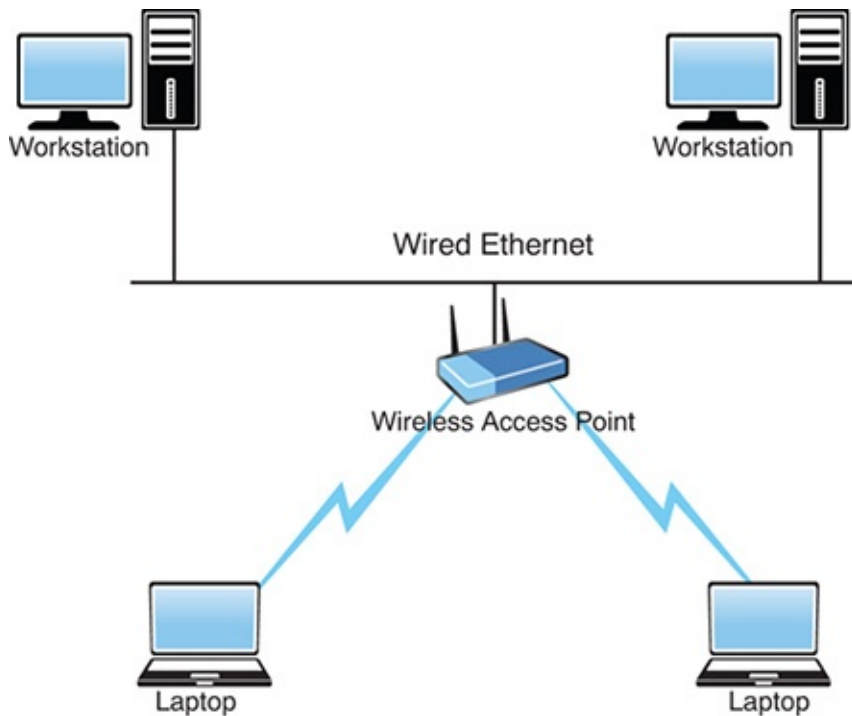 Workstation
Workstation
Wired Ethernet
Wireless Access Point
Laptop
Laptop